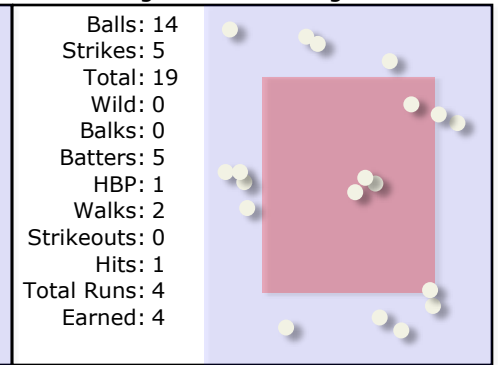 Balls: 14
Strikes: 5
Total: 19
Wild: 0
Balks: 0
Batters: 5
HBP: 1
Walks: 2
Strikeouts: 0
Hits: 1
Total Runs: 4
Earned: 4